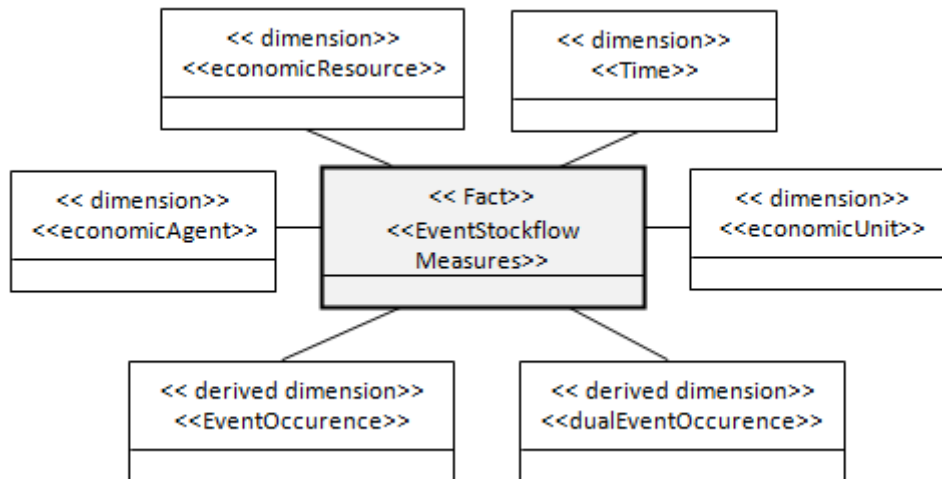 << dimension>>
<<economicResource>>
<< dimension>>
<<Time>>
<< dimension>>
<<economicAgent>>
<< Fact>>
<<EventStockflow
Measures>>
<< dimension>>
<<economicUnit>>
<< derived dimension>>
<<EventOccurence>>
<< derived dimension>>
<<dualEventOccurence>>